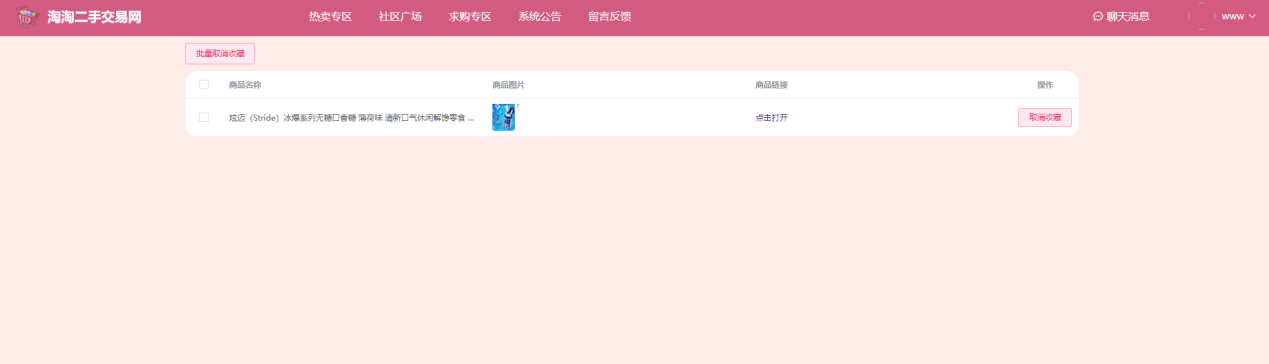 淘淘二手交易网 热卖专区 社区广场 求购专区 系统公告 留言反馈 聊天消息 www
批量取消收藏
商品名称 商品图片 商品链接 操作
炫迈（Stride）冰爆系列无糖口香糖 薄荷味 清新口气休闲解馋零食 ... 点击打开 取消收藏